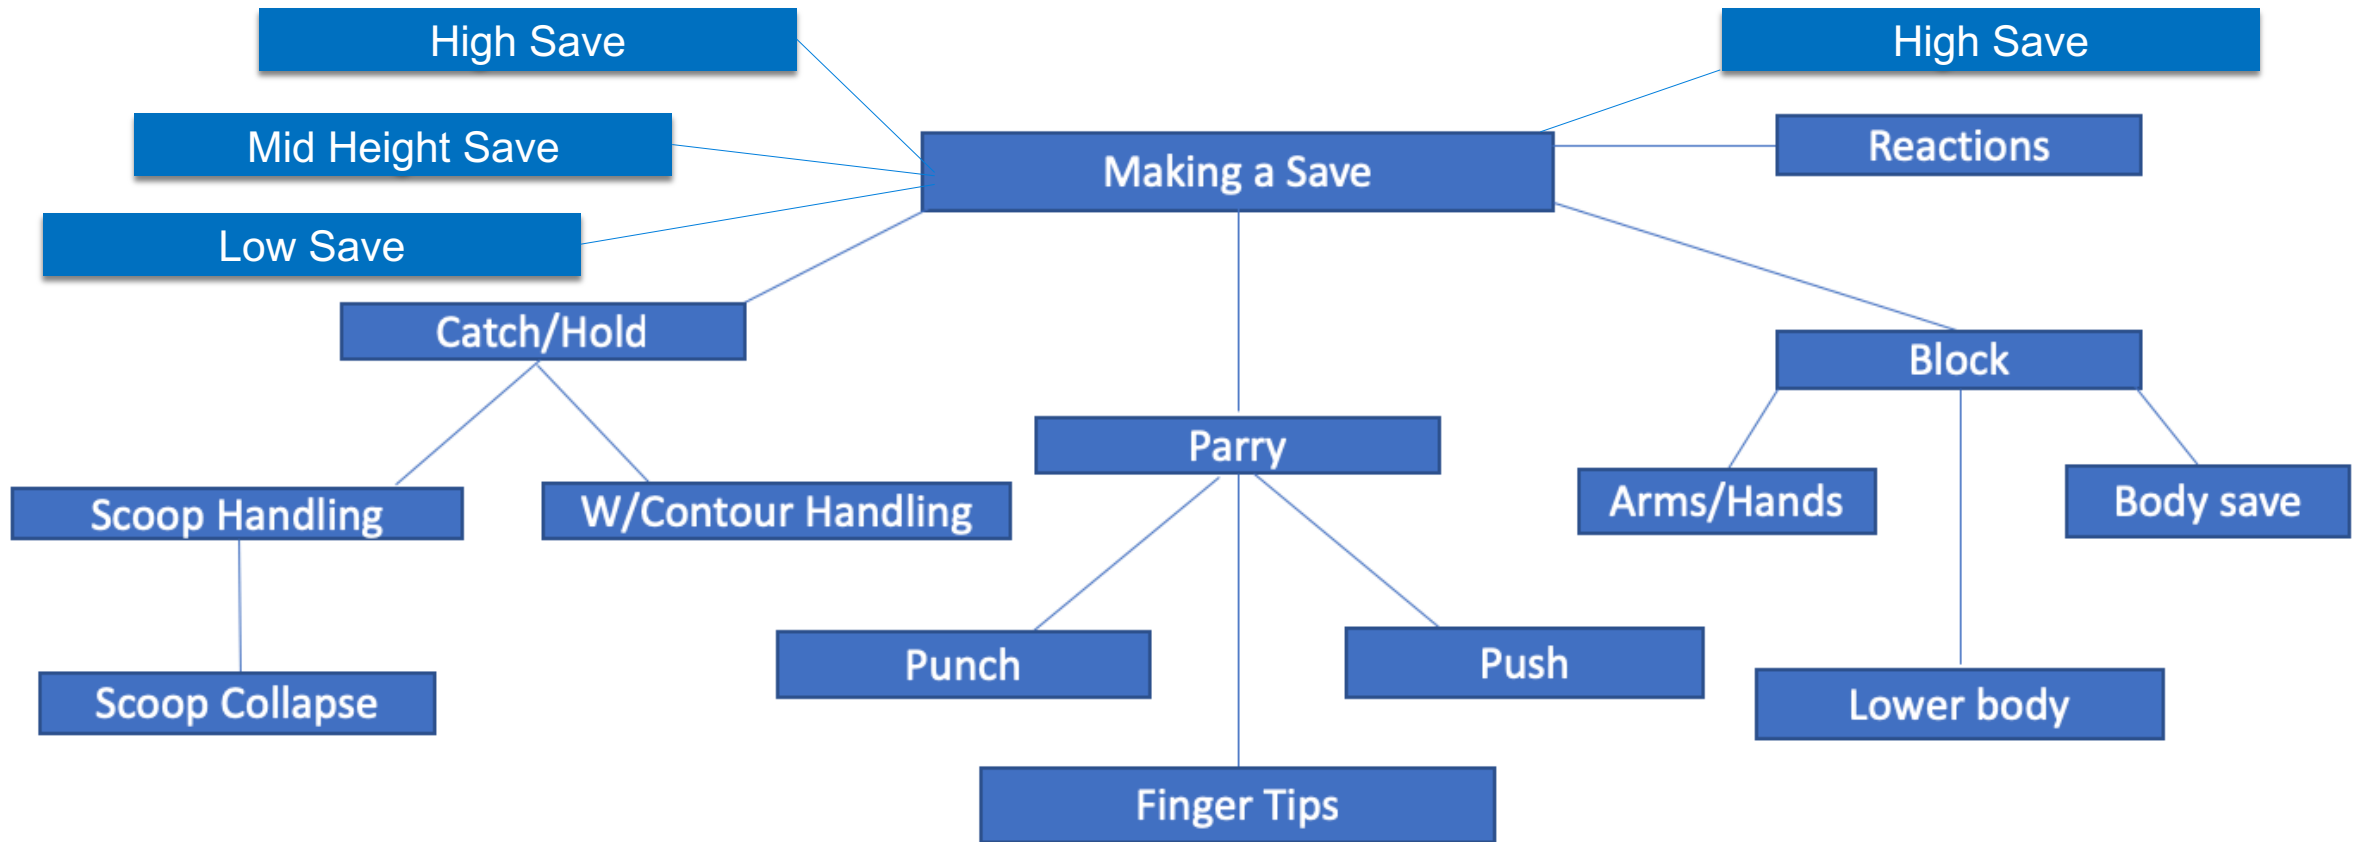 High Save
High Save
Mid Height Save
Reactions
Making a Save
Low Save
Catch/Hold
Block
Parry
Scoop Handling
W/Contour Handling
Arms/Hands
Body save
Punch
Push
Scoop Collapse
Lower body
Finger Tips